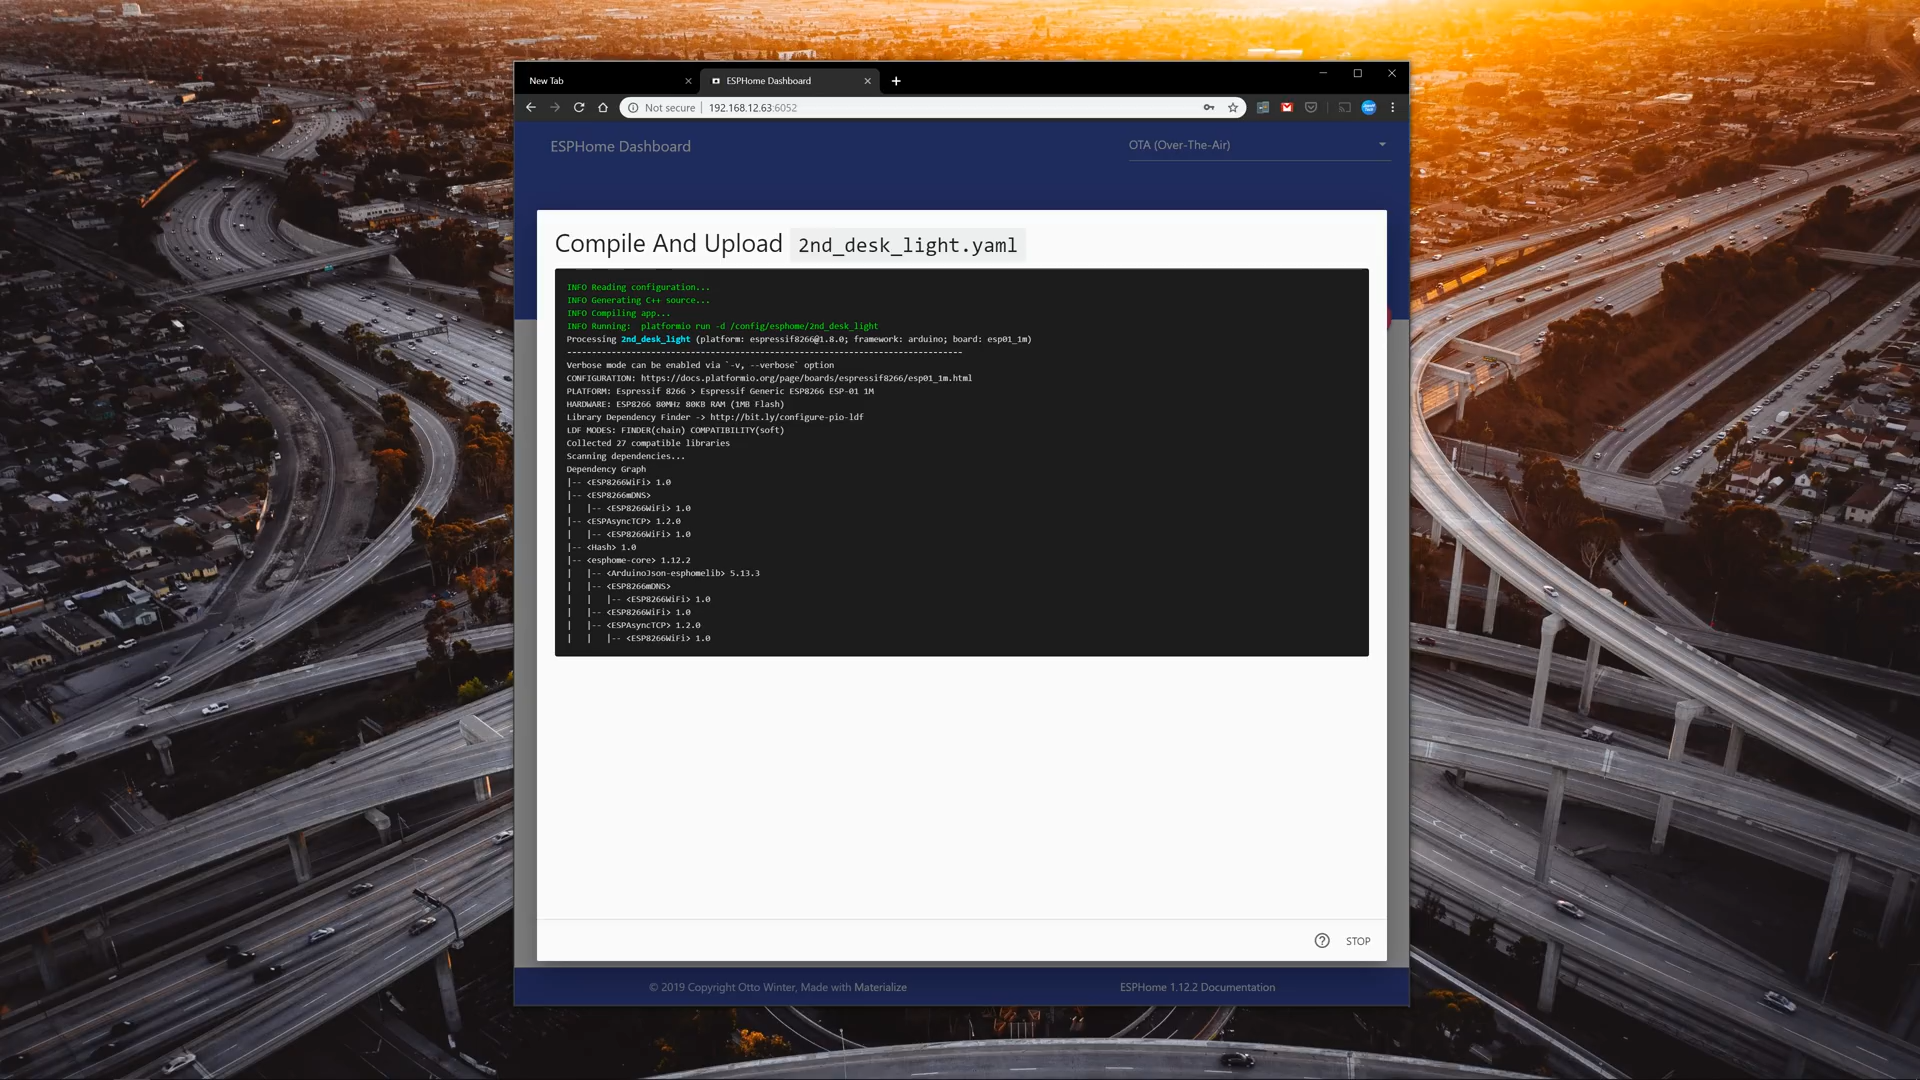 New Tab
ESPHome Dashboard
Not secure | 192.168.12.63:6052
ESPHome Dashboard
OTA (Over-The-Air)
Compile And Upload 2nd_desk_light.yaml
INFO Reading configuration...
INFO Generating C++ source...
INFO Compiling app...
INFO Running:  platformio run -d /config/esphome/2nd_desk_light
Processing 2nd_desk_light (platform: espressif8266@1.8.0; framework: arduino; board: esp01_1m)
--------------------------------------------------------------------------------
Verbose mode can be enabled via `-v, --verbose` option
CONFIGURATION: https://docs.platformio.org/page/boards/espressif8266/esp01_1m.html
PLATFORM: Espressif 8266 > Espressif Generic ESP8266 ESP-01 1M
HARDWARE: ESP8266 80MHz 80KB RAM (1MB Flash)
Library Dependency Finder -> http://bit.ly/configure-pio-ldf
LDF MODES: FINDER(chain) COMPATIBILITY(soft)
Collected 27 compatible libraries
Scanning dependencies...
Dependency Graph
|-- <ESP8266WiFi> 1.0
|-- <ESP8266mDNS>
|   |-- <ESP8266WiFi> 1.0
|-- <ESPAsyncTCP> 1.2.0
|   |-- <ESP8266WiFi> 1.0
|-- <Hash> 1.0
|-- <esphome-core> 1.12.2
|   |-- <ArduinoJson-esphomelib> 5.13.3
|   |-- <ESP8266mDNS>
|   |   |-- <ESP8266WiFi> 1.0
|   |-- <ESP8266WiFi> 1.0
|   |-- <ESPAsyncTCP> 1.2.0
|   |   |-- <ESP8266WiFi> 1.0
STOP
© 2019 Copyright Otto Winter, Made with Materialize
ESPHome 1.12.2 Documentation